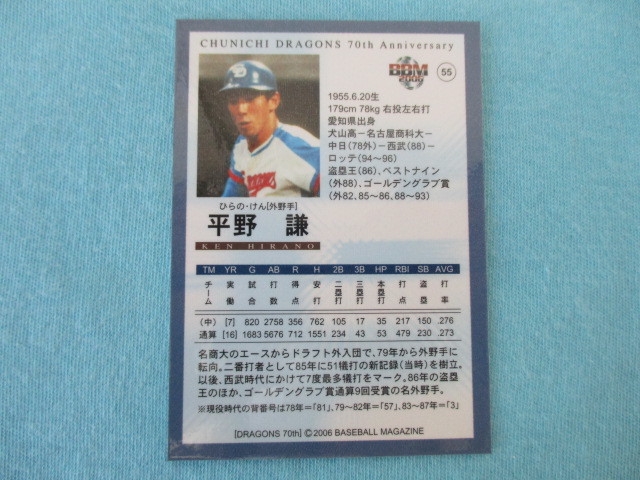 CHUNICHI DRAGONS 70th Anniversary
BBM
2006
55
1955.6.20生
179cm 78kg 右投左右打
愛知県出身
犬山高−名古屋商科大−
中日(78外)−西武(88)−
ロッテ(94〜96)
盗塁王(86)、ベストナイン
(外88)、ゴールデングラブ賞
(外82、85〜86、88〜93)
ひらの・けん[外野手]
平野 謙
KEN HIRANO
TM YR G AB R H 2B 3B HP RBI SB AVG
チーム 実働 試合 打数 得点 安打 二塁打 三塁打 本塁打 打点 盗塁 打率
(中) [7] 820 2758 356 762 105 17 35 217 150 .276
通算 [16] 1683 5676 712 1551 234 43 53 479 230 .273
名商大のエースからドラフト外入団で、79年から外野手に
転向。二番打者として85年に51犠打の新記録(当時)を樹立。
以後、西武時代にかけて7度最多犠打をマーク。86年の盗塁
王のほか、ゴールデングラブ賞通算9回受賞の名外野手。
※現役時代の背番号は78年=「81」、79〜82年=「57」、83〜87年=「3」
[DRAGONS 70th] © 2006 BASEBALL MAGAZINE